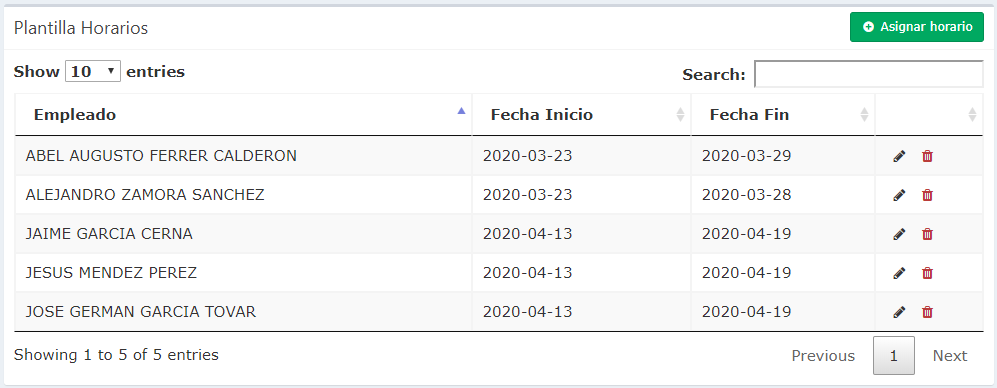 Plantilla Horarios
Asignar horario
Show 10 entries
Search:
Empleado Fecha Inicio Fecha Fin
ABEL AUGUSTO FERRER CALDERON 2020-03-23 2020-03-29
ALEJANDRO ZAMORA SANCHEZ 2020-03-23 2020-03-28
JAIME GARCIA CERNA 2020-04-13 2020-04-19
JESUS MENDEZ PEREZ 2020-04-13 2020-04-19
JOSE GERMAN GARCIA TOVAR 2020-04-13 2020-04-19
Showing 1 to 5 of 5 entries
Previous 1 Next